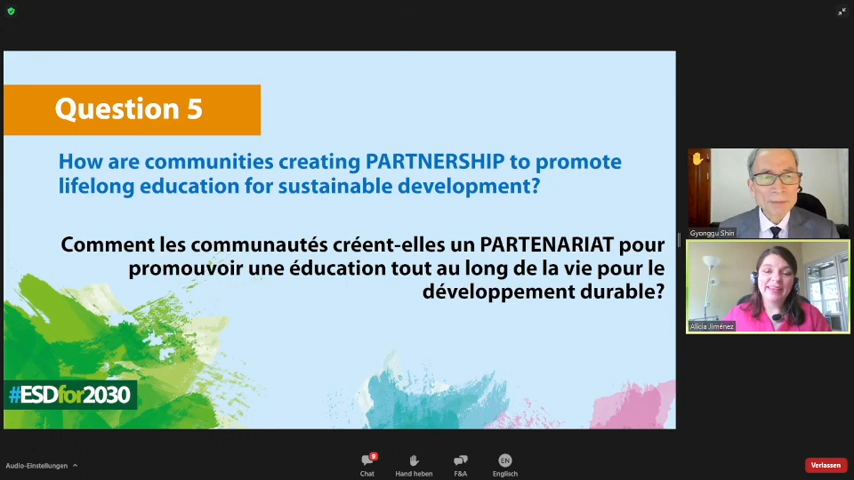 Question 5
How are communities creating PARTNERSHIP to promote
lifelong education for sustainable development?
Comment les communautés créent-elles un PARTENARIAT pour
promouvoir une éducation tout au long de la vie pour le
développement durable?
#ESDfor2030
Gyonggu Shin
Alicia Jiménez
Audio-Einstellungen
9
Chat
Hand heben
F&A
EN
Englisch
Verlassen